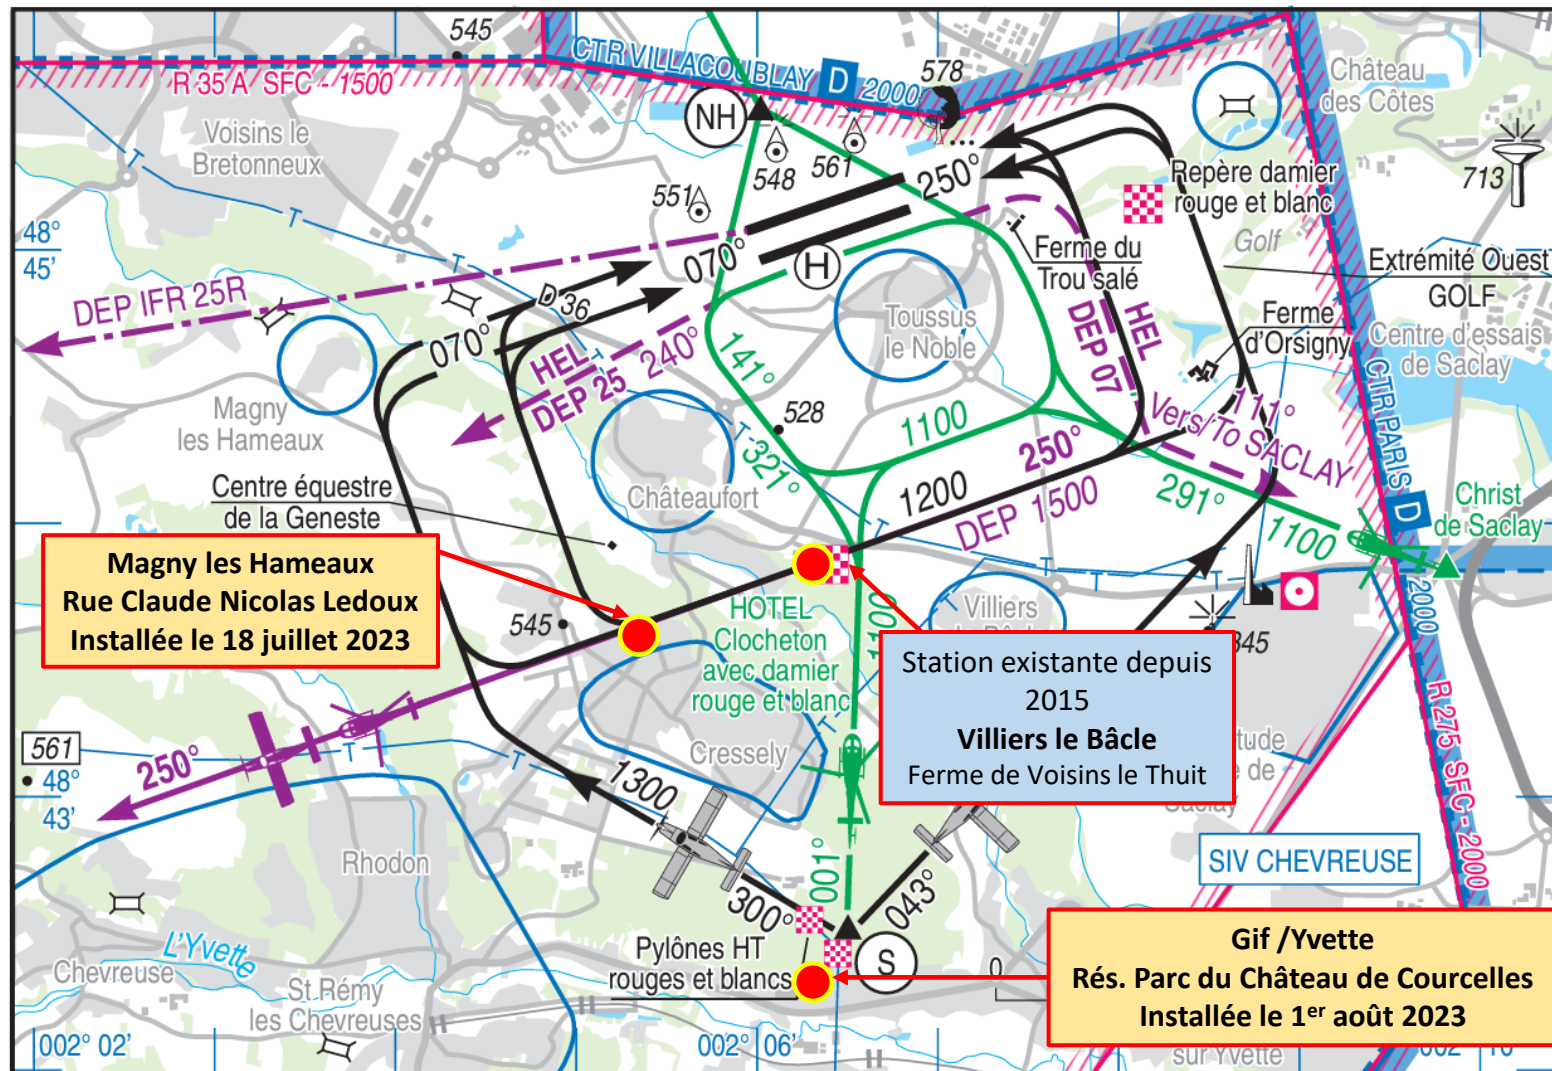 545
R 35 A SFC - 1500
CTR VILLACOUBLAY D 2000
578
Château
des Côtes
Voisins le
Bretonneux
NH
548
561
551
250°
Repère damier
rouge et blanc
713
Golf
48°
45'
070°
H
Ferme du
Trou salé
Extrémité Ouest
GOLF
DEP IFR 25R
D 36
070°
Toussus
le Noble
Ferme
d'Orsigny
Centre d'essais
de Saclay
HEL
DEP 25
240°
141°
HEL
DEP 07
CTR PARIS D 2000
Magny
les Hameaux
528
1100
111°
Vers/To SACLAY
321°
250°
Centre équestre
de la Geneste
Châteaufort
1200
DEP 1500
291°
1100
Christ
de Saclay
Magny les Hameaux
Rue Claude Nicolas Ledoux
Installée le 18 juillet 2023
545
HOTEL
Clocheton
avec damier
rouge et blanc
1100
Villiers
845
Station existante depuis
2015
Villiers le Bâcle
Ferme de Voisins le Thuit
R 275 SFC - 2000
561
250°
48°
43'
Cressely
1300
Saclay
Rhodon
001°
SIV CHEVREUSE
300°
043°
L'Yvette
Chevreuse
Pylônes HT
rouges et blancs
S
0
Gif /Yvette
Rés. Parc du Château de Courcelles
Installée le 1er août 2023
St Rémy
les Chevreuses
002° 02'
002° 06'
sur Yvette
002° 10'